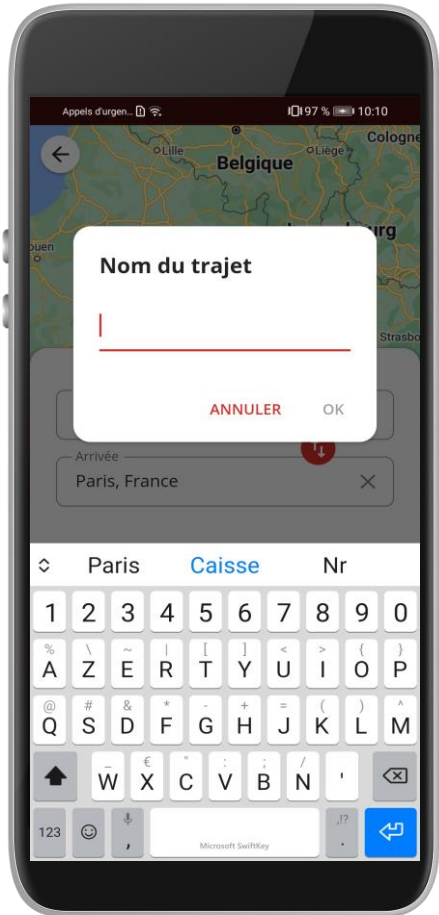 Appels d'urgen... 97 % 10:10
Cologne
Lille
Liège
Belgique
ouen
Strasbo
Nom du trajet
ANNULER OK
Arrivée
Paris, France
Paris Caisse Nr
1 2 3 4 5 6 7 8 9 0
% \ ~ | [ ] < > { }
A Z E R T Y U I O P
@ # & * - + = ( ) ^
Q S D F G H J K L M
_ € " : ; /
W X C V B N '
123 , Microsoft SwiftKey ,!? .